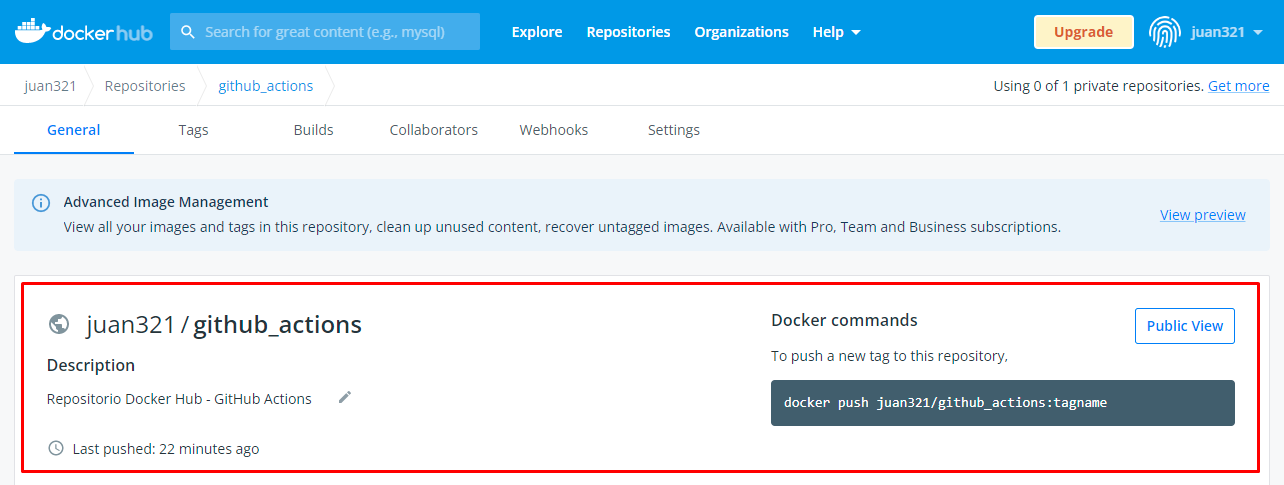 dockerhub Search for great content (e.g., mysql) Explore Repositories Organizations Help Upgrade juan321
juan321 Repositories github_actions Using 0 of 1 private repositories. Get more
General Tags Builds Collaborators Webhooks Settings
Advanced Image Management
View all your images and tags in this repository, clean up unused content, recover untagged images. Available with Pro, Team and Business subscriptions.
View preview
juan321 / github_actions
Description
Repositorio Docker Hub - GitHub Actions
Last pushed: 22 minutes ago
Docker commands
Public View
To push a new tag to this repository,
docker push juan321/github_actions:tagname